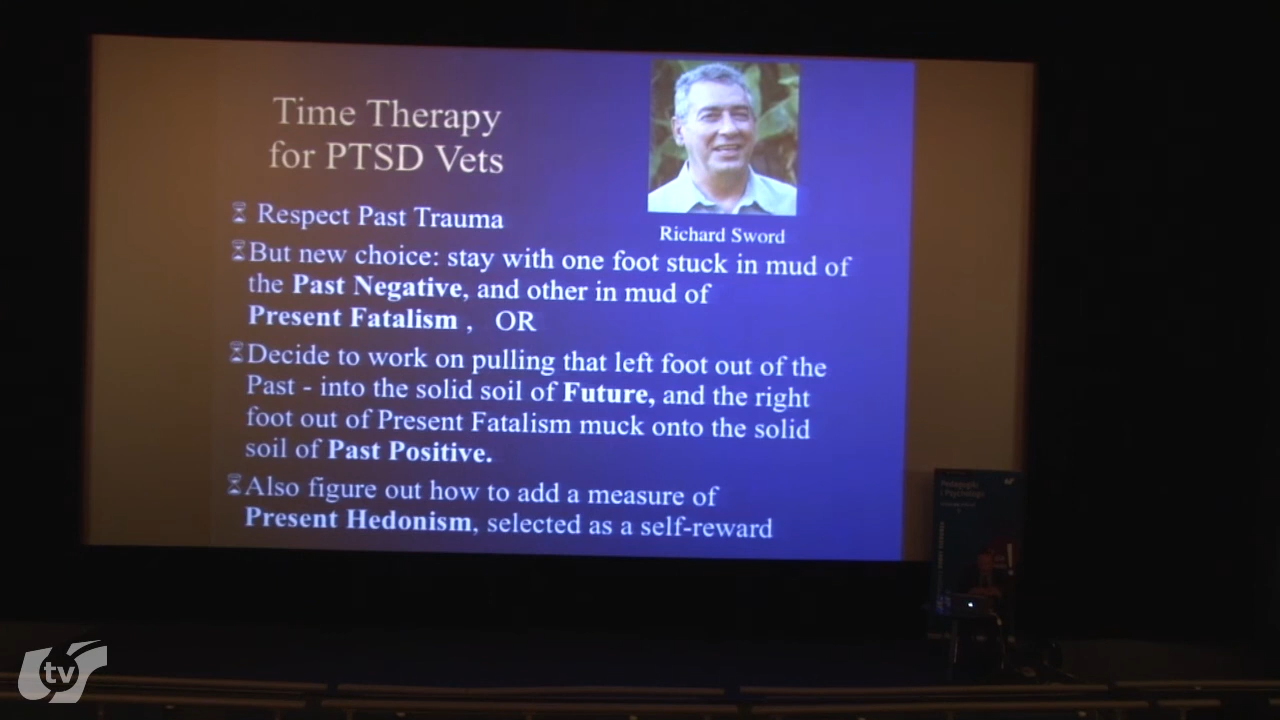 Time Therapy
for PTSD Vets
Richard Sword
Respect Past Trauma
But new choice: stay with one foot stuck in mud of
the Past Negative, and other in mud of
Present Fatalism , OR
Decide to work on pulling that left foot out of the
Past - into the solid soil of Future, and the right
foot out of Present Fatalism muck onto the solid
soil of Past Positive.
Also figure out how to add a measure of
Present Hedonism, selected as a self-reward
tv